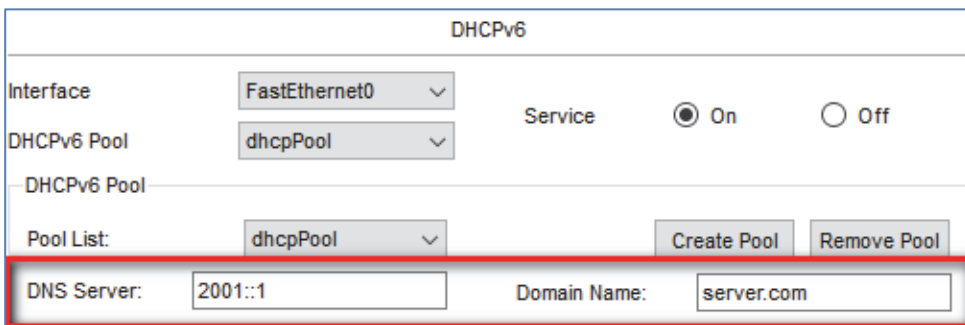 DHCPv6
Interface FastEthernet0
Service On Off
DHCPv6 Pool dhcpPool
DHCPv6 Pool
Pool List: dhcpPool Create Pool Remove Pool
DNS Server: 2001::1 Domain Name: server.com